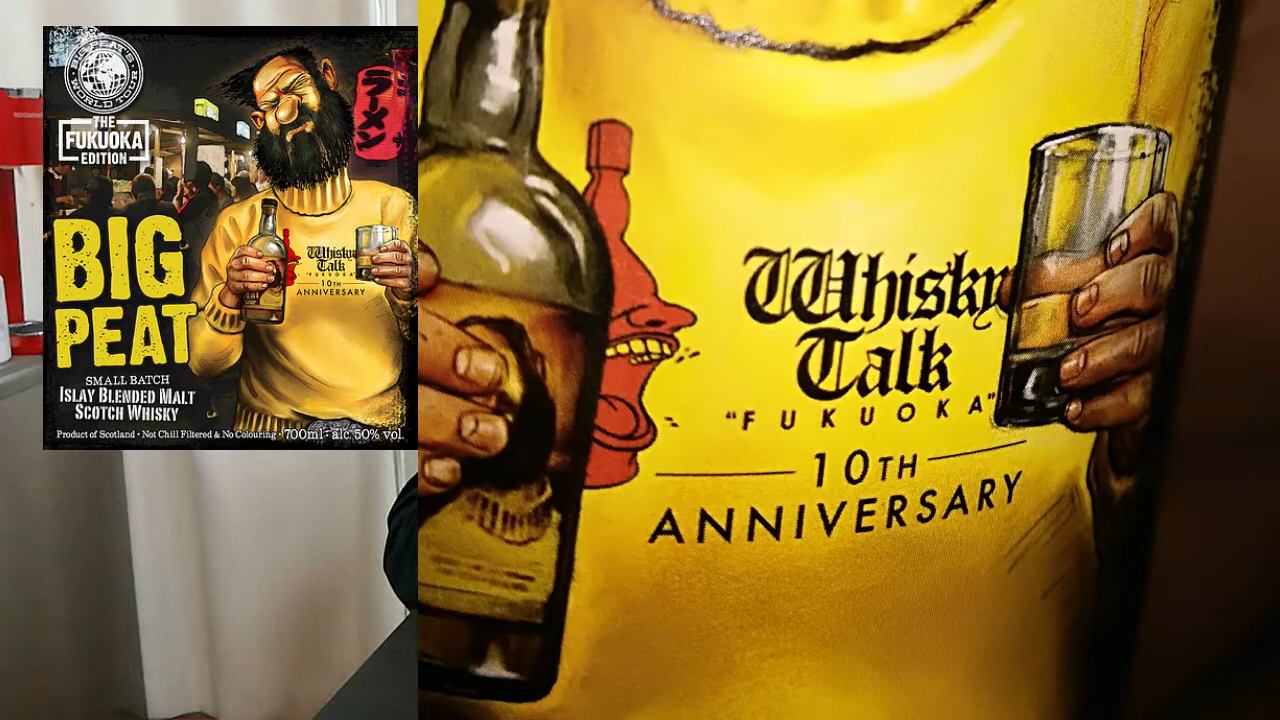 BIG PEAT'S
WORLD TOUR
THE
FUKUOKA
EDITION
ラーメン
BIG
PEAT
Whisky
Talk
"FUKUOKA
10TH
ANNIVERSARY
SMALL BATCH
ISLAY BLENDED MALT
SCOTCH WHISKY
Product of Scotland • Not Chill Filtered & No Colouring • 700ml - alc. 50% vol.
Whisky
Talk
"FUKUOKA"
10TH
ANNIVERSARY